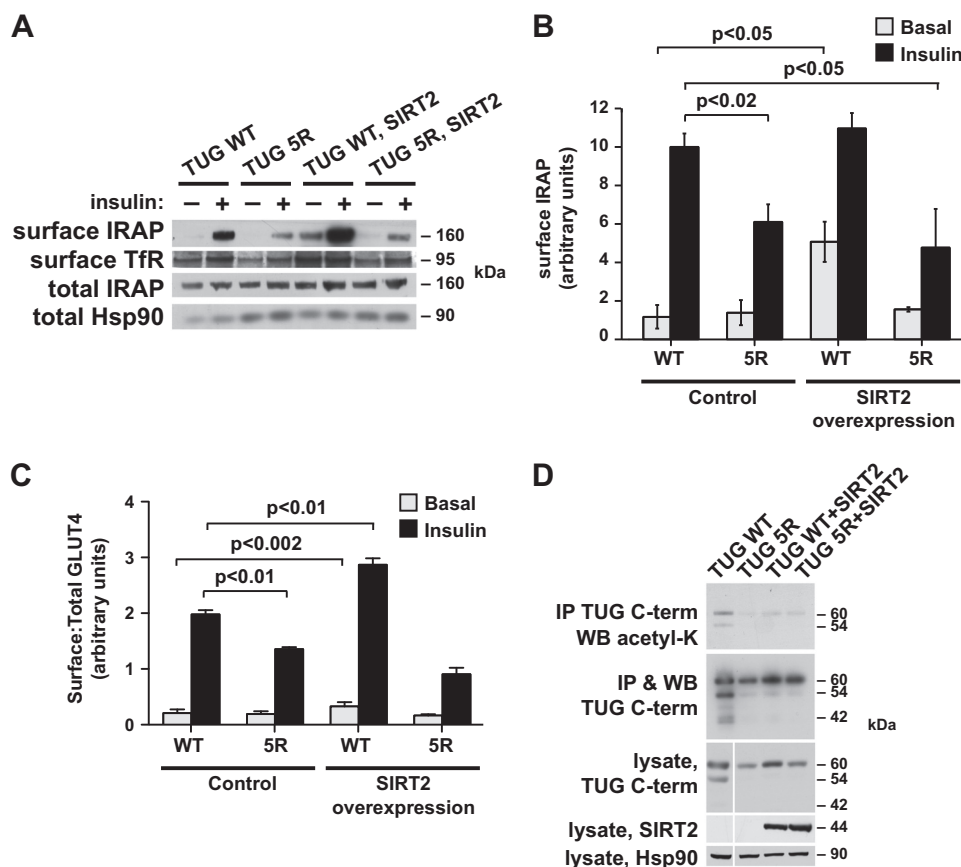 A
TUG WT
TUG 5R
TUG WT, SIRT2
TUG 5R, SIRT2
insulin: – + – + – + – +
surface IRAP – 160
surface TfR – 95
kDa
total IRAP – 160
total Hsp90 – 90
B
Basal
Insulin
p<0.05
p<0.05
p<0.02
surface IRAP
(arbitrary units)
12
10
8
6
4
2
0
WT 5R WT 5R
Control SIRT2
overexpression
C
Basal
Insulin
p<0.01
p<0.002
p<0.01
Surface:Total GLUT4
(arbitrary units)
4
3
2
1
0
WT 5R WT 5R
Control SIRT2
overexpression
D
TUG WT
TUG 5R
TUG WT+SIRT2
TUG 5R+SIRT2
IP TUG C-term – 60
WB acetyl-K – 54
IP & WB – 60
TUG C-term – 54
– 42
kDa
lysate, – 60
TUG C-term – 54
– 42
lysate, SIRT2 – 44
lysate, Hsp90 – 90